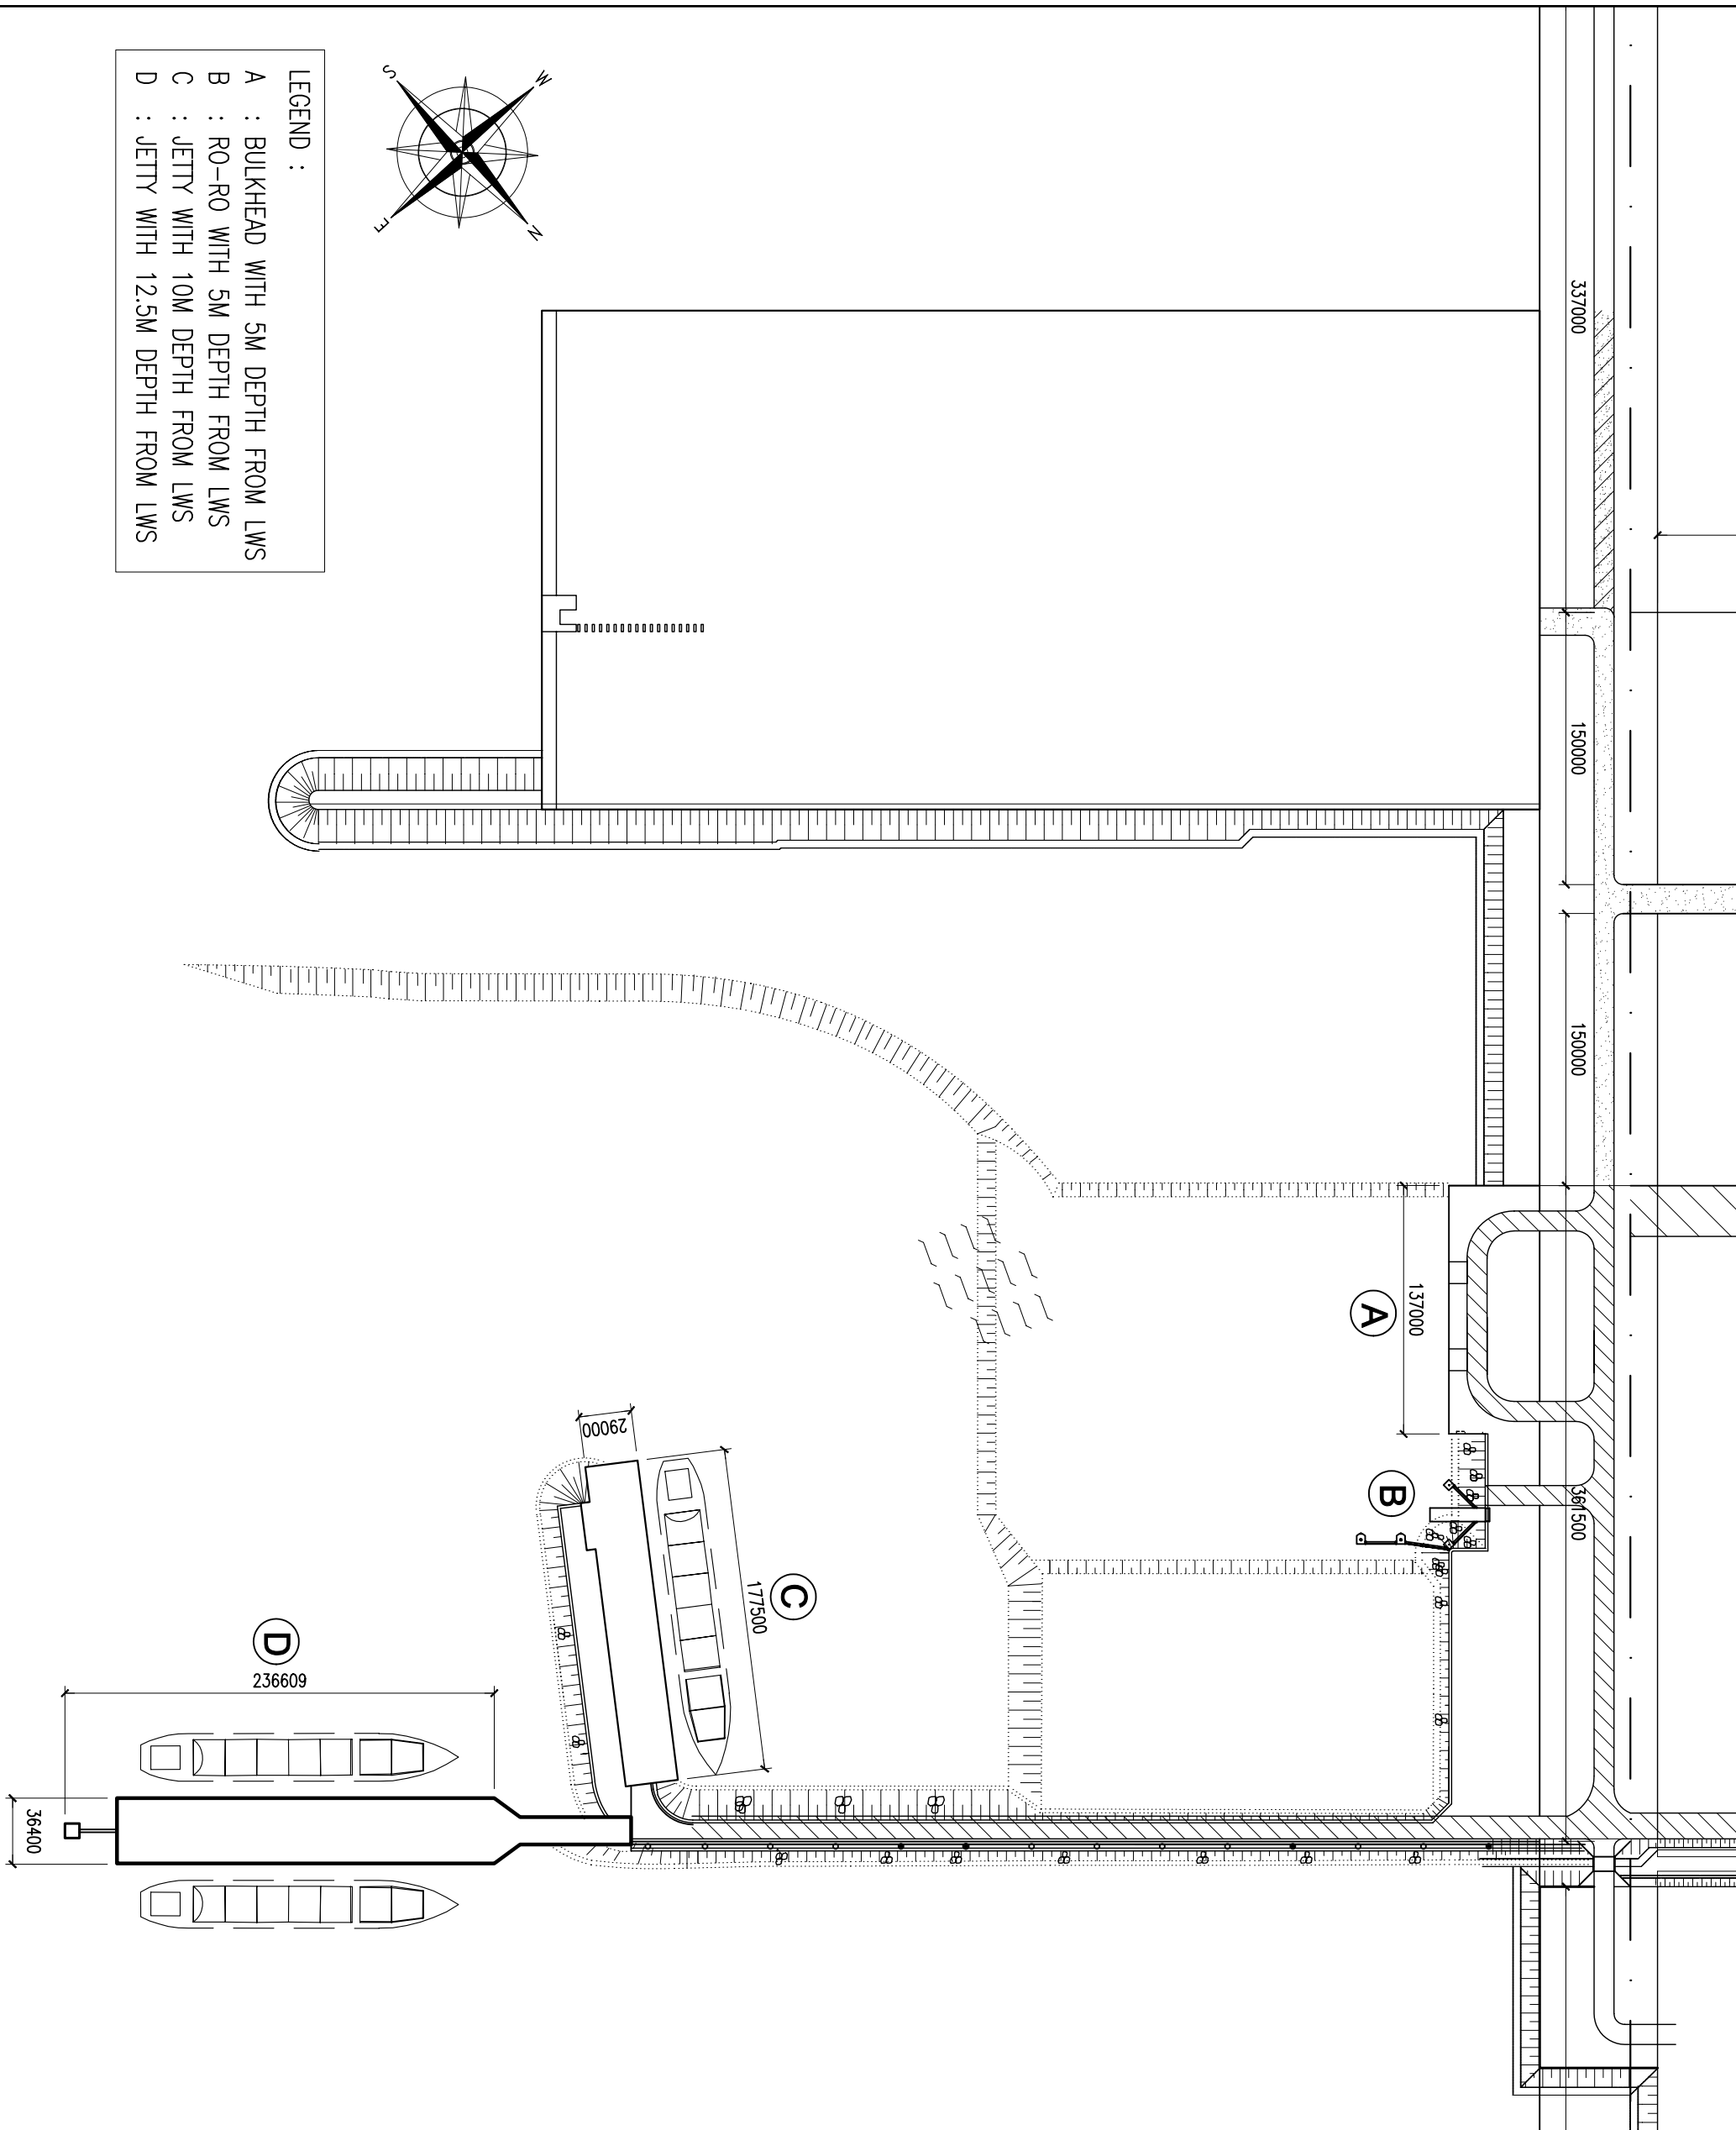 LEGEND :
A : BULKHEAD WITH 5M DEPTH FROM LWS
B : RO-RO WITH 5M DEPTH FROM LWS
C : JETTY WITH 10M DEPTH FROM LWS
D : JETTY WITH 12.5M DEPTH FROM LWS
S
W
E
N
337000
150000
150000
361500
137000
A
B
C
177500
29000
D
236609
36400